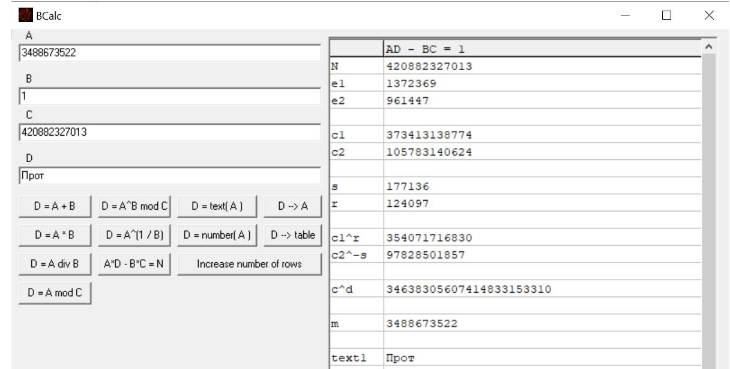 BCalc
A
3488673522
B
1
C
420882327013
D
Прот
D = A + B
D = A^B mod C
D = text( A )
D --> A
D = A * B
D = A^(1 / B)
D = number( A )
D --> table
D = A div B
A*D - B*C = N
Increase number of rows
D = A mod C
AD - BC = 1
N 420882327013
e1 1372369
e2 961447
c1 373413138774
c2 105783140624
s 177136
r 124097
c1^r 354071716830
c2^-s 97828501857
c^d 34638305607414833153310
m 3488673522
text1 Прот